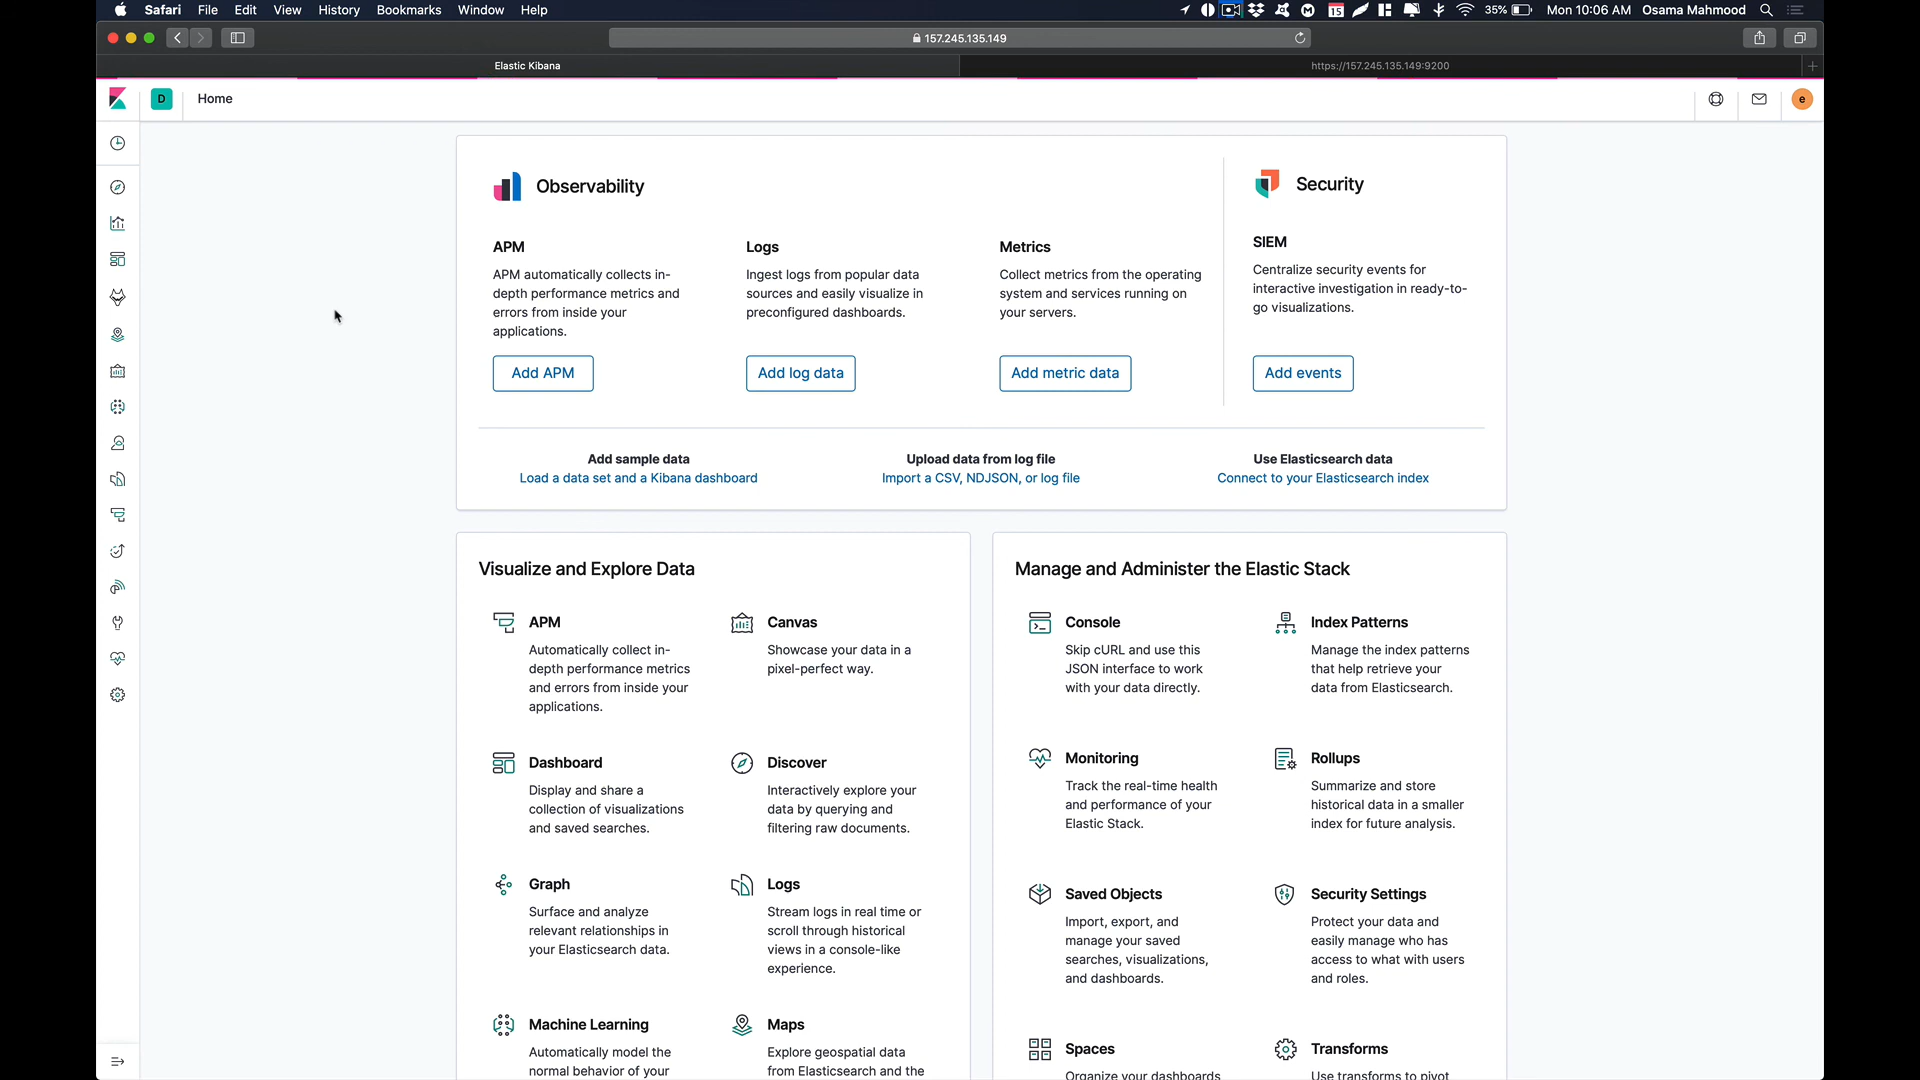 Safari File Edit View History Bookmarks Window Help
15 35% Mon 10:06 AM Osama Mahmood
157.245.135.149
Elastic Kibana
https://157.245.135.149:9200
D
Home
e
Observability
Security
APM
APM automatically collects in-
depth performance metrics and
errors from inside your
applications.
Add APM
Logs
Ingest logs from popular data
sources and easily visualize in
preconfigured dashboards.
Add log data
Metrics
Collect metrics from the operating
system and services running on
your servers.
Add metric data
SIEM
Centralize security events for
interactive investigation in ready-to-
go visualizations.
Add events
Add sample data
Load a data set and a Kibana dashboard
Upload data from log file
Import a CSV, NDJSON, or log file
Use Elasticsearch data
Connect to your Elasticsearch index
Visualize and Explore Data
APM
Automatically collect in-
depth performance metrics
and errors from inside your
applications.
Canvas
Showcase your data in a
pixel-perfect way.
Dashboard
Display and share a
collection of visualizations
and saved searches.
Discover
Interactively explore your
data by querying and
filtering raw documents.
Graph
Surface and analyze
relevant relationships in
your Elasticsearch data.
Logs
Stream logs in real time or
scroll through historical
views in a console-like
experience.
Machine Learning
Automatically model the
normal behavior of your
Maps
Explore geospatial data
from Elasticsearch and the
Manage and Administer the Elastic Stack
Console
Skip cURL and use this
JSON interface to work
with your data directly.
Index Patterns
Manage the index patterns
that help retrieve your
data from Elasticsearch.
Monitoring
Track the real-time health
and performance of your
Elastic Stack.
Rollups
Summarize and store
historical data in a smaller
index for future analysis.
Saved Objects
Import, export, and
manage your saved
searches, visualizations,
and dashboards.
Security Settings
Protect your data and
easily manage who has
access to what with users
and roles.
Spaces
Organize your dashboards
Transforms
Use transforms to pivot